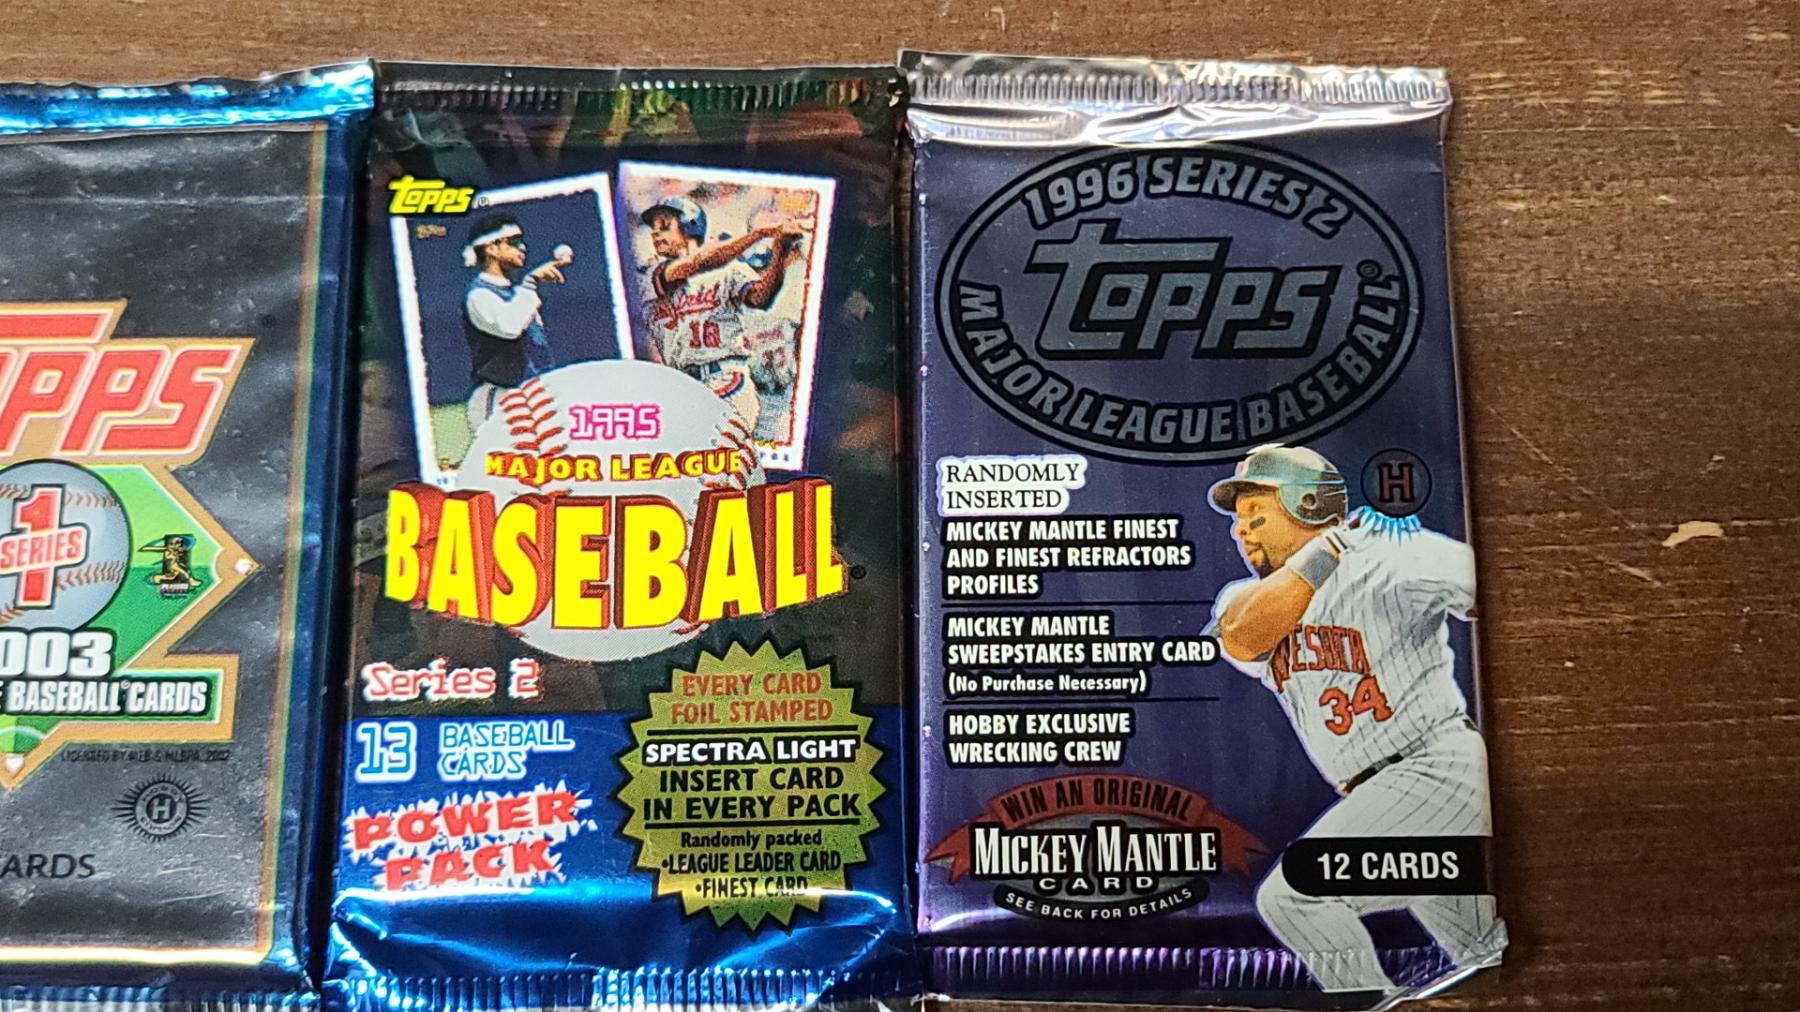 1
SERIES
BASEBALL CARDS
H
Topps
1995
MAJOR LEAGUE
BASEBALL
Series 2
13 BASEBALL
CARDS
POWER
PACK
EVERY CARD
FOIL STAMPED
SPECTRA LIGHT
INSERT CARD
IN EVERY PACK
Randomly packed
•LEAGUE LEADER CARD
•FINEST CARD
1996 SERIES 2
Topps
MAJOR LEAGUE BASEBALL
RANDOMLY
INSERTED
H
MICKEY MANTLE FINEST
AND FINEST REFRACTORS
PROFILES
MICKEY MANTLE
SWEEPSTAKES ENTRY CARD
(No Purchase Necessary)
HOBBY EXCLUSIVE
WRECKING CREW
34
WIN AN ORIGINAL
MICKEY MANTLE
CARD
SEE BACK FOR DETAILS
12 CARDS